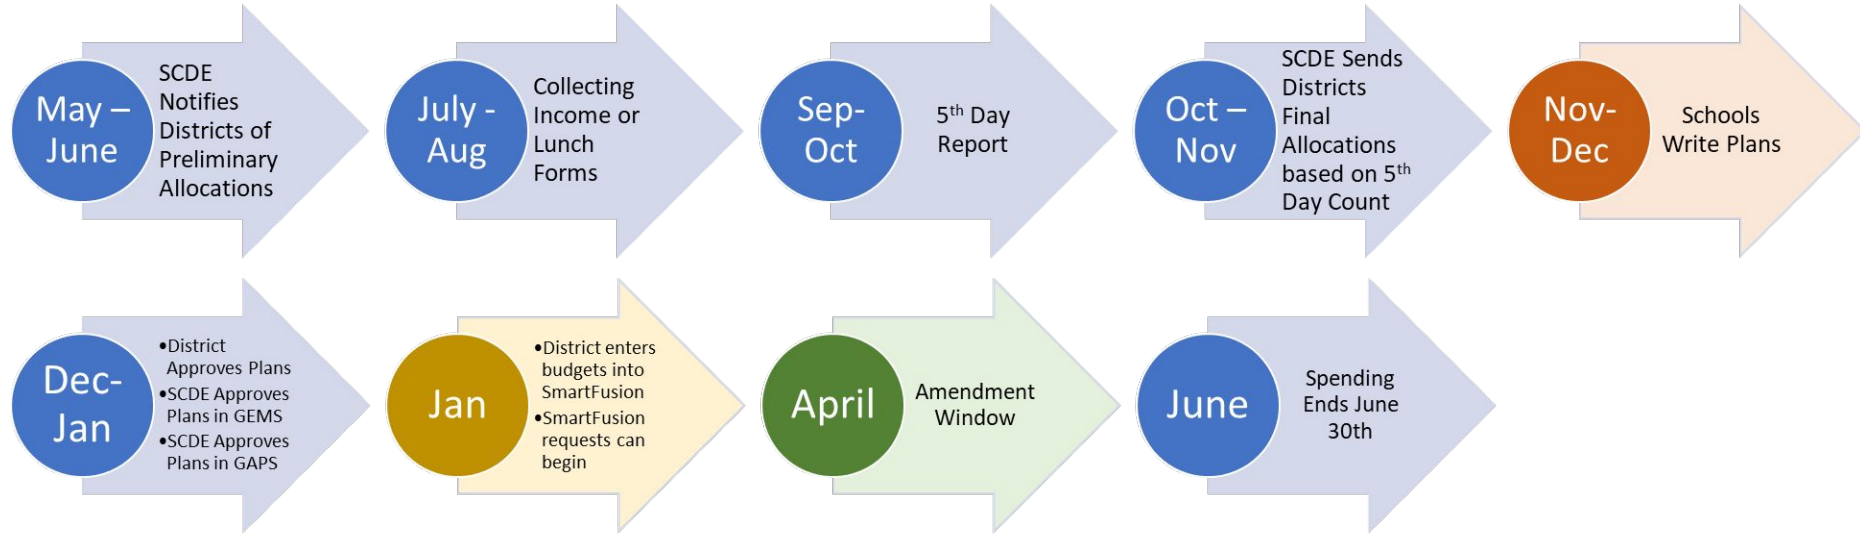 May –
June
SCDE
Notifies
Districts of
Preliminary
Allocations
July -
Aug
Collecting
Income or
Lunch
Forms
Sep-
Oct
5th Day
Report
Oct –
Nov
SCDE Sends
Districts
Final
Allocations
based on 5th
Day Count
Nov-
Dec
Schools
Write Plans
Dec-
Jan
•District
Approves Plans
•SCDE Approves
Plans in GEMS
•SCDE Approves
Plans in GAPS
Jan
•District enters
budgets into
SmartFusion
•SmartFusion
requests can
begin
April
Amendment
Window
June
Spending
Ends June
30th